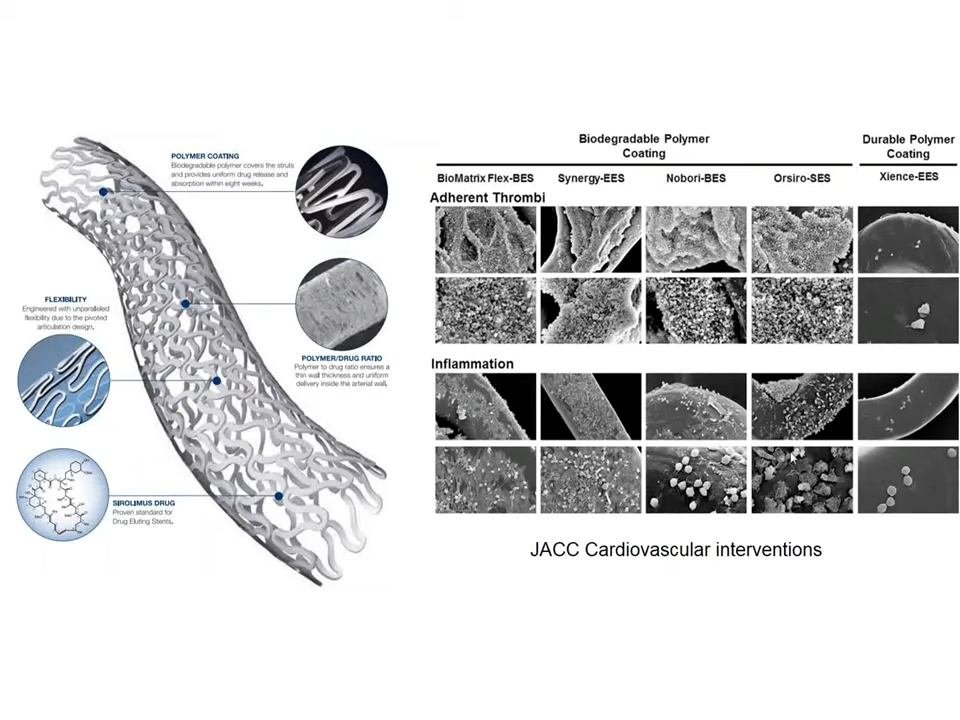 POLYMER COATING
Biodegradable polymer covers the struts
and provides uniform drug release and
absorption within eight weeks.
FLEXIBILITY
Engineered with unparalleled
flexibility due to the pivoted
articulation design.
POLYMER/DRUG RATIO
Polymer to drug ratio ensures a
thin wall thickness and uniform
delivery inside the arterial wall.
SIROLIMUS DRUG
Proven standard for
Drug Eluting Stents.
Biodegradable Polymer
Coating
Durable Polymer
Coating
BioMatrix Flex-BES Synergy-EES Nobori-BES Orsiro-SES Xience-EES
Adherent Thrombi
Inflammation
JACC Cardiovascular interventions